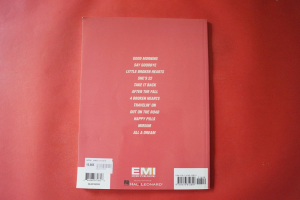 GOOD MORNING
SAY GOODBYE
LITTLE BROKEN HEARTS
SHE'S 22
TAKE IT BACK
AFTER THE FALL
4 BROKEN HEARTS
TRAVELIN' ON
OUT ON THE ROAD
HAPPY PILLS
MIRIAM
ALL A DREAM
EMI
HAL•LEONARD